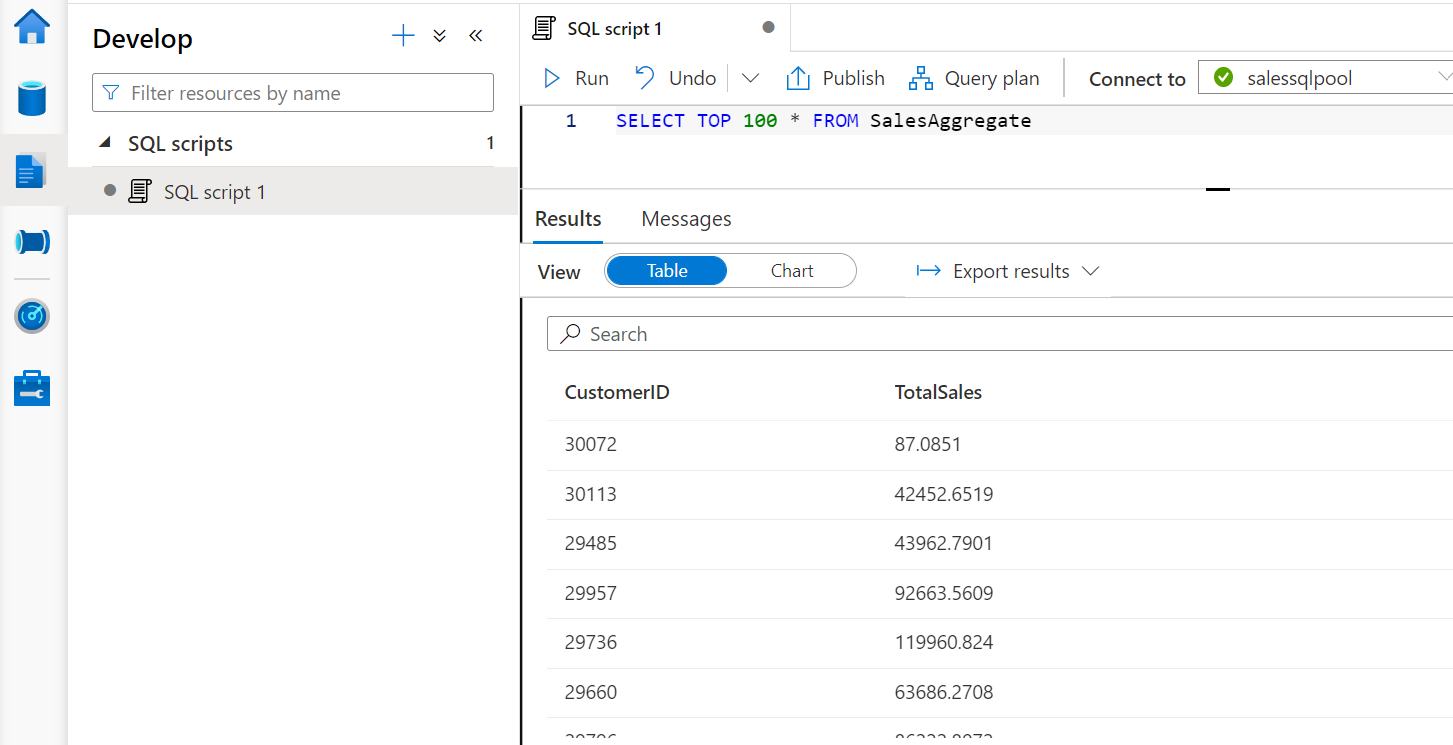 Develop
Filter resources by name
SQL scripts 1
SQL script 1
SQL script 1
Run Undo Publish Query plan Connect to salessqlpool
1 SELECT TOP 100 * FROM SalesAggregate
Results Messages
View Table Chart Export results
Search
CustomerID TotalSales
30072 87.0851
30113 42452.6519
29485 43962.7901
29957 92663.5609
29736 119960.824
29660 63686.2708